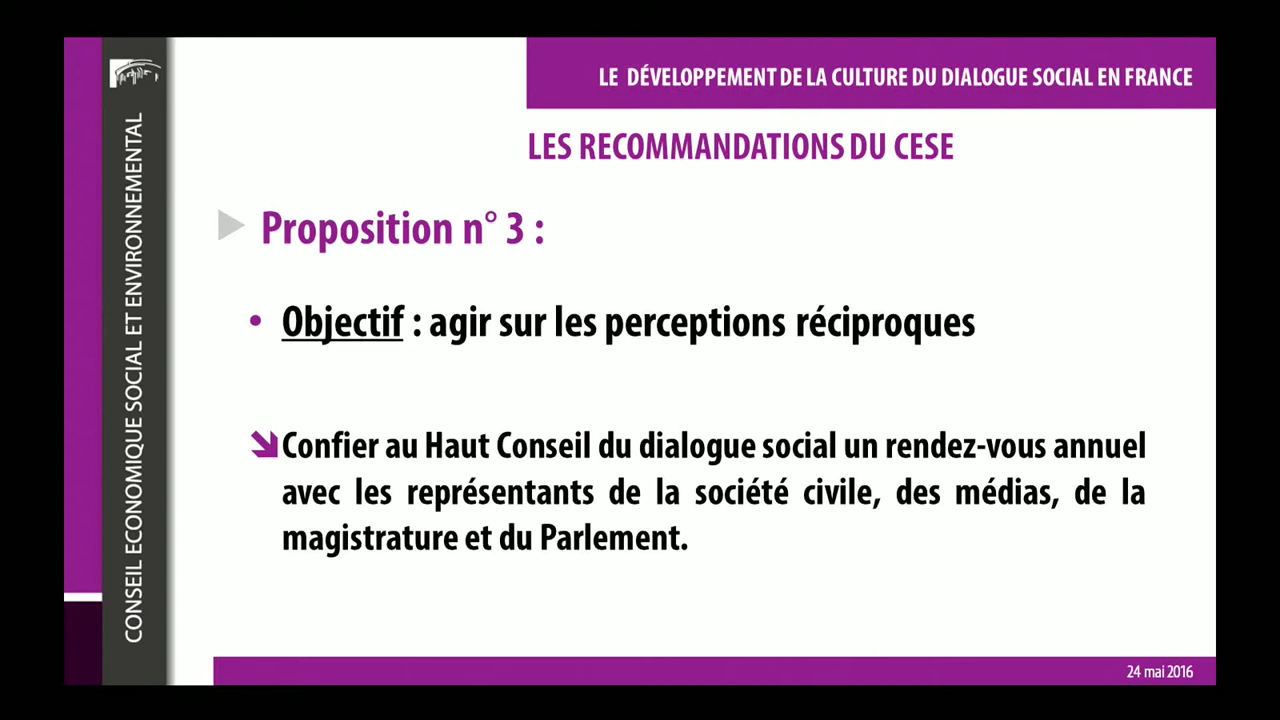 LE DÉVELOPPEMENT DE LA CULTURE DU DIALOGUE SOCIAL EN FRANCE
LES RECOMMANDATIONS DU CESE
CONSEIL ECONOMIQUE SOCIAL ET ENVIRONNEMENTAL
Proposition n° 3 :
• Objectif : agir sur les perceptions réciproques
Confier au Haut Conseil du dialogue social un rendez-vous annuel
avec les représentants de la société civile, des médias, de la
magistrature et du Parlement.
24 mai 2016